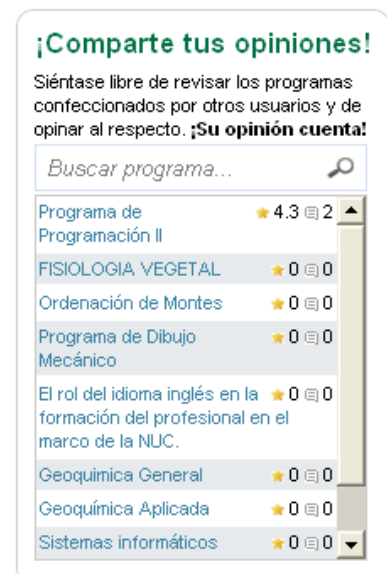 ¡Comparte tus opiniones!
Siéntase libre de revisar los programas
confeccionados por otros usuarios y de
opinar al respecto. ¡Su opinión cuenta!
Buscar programa...
Programa de 4.3 2
Programación II
FISIOLOGIA VEGETAL 0 0
Ordenación de Montes 0 0
Programa de Dibujo 0 0
Mecánico
El rol del idioma inglés en la 0 0
formación del profesional en el
marco de la NUC.
Geoquimica General 0 0
Geoquímica Aplicada 0 0
Sistemas informáticos 0 0